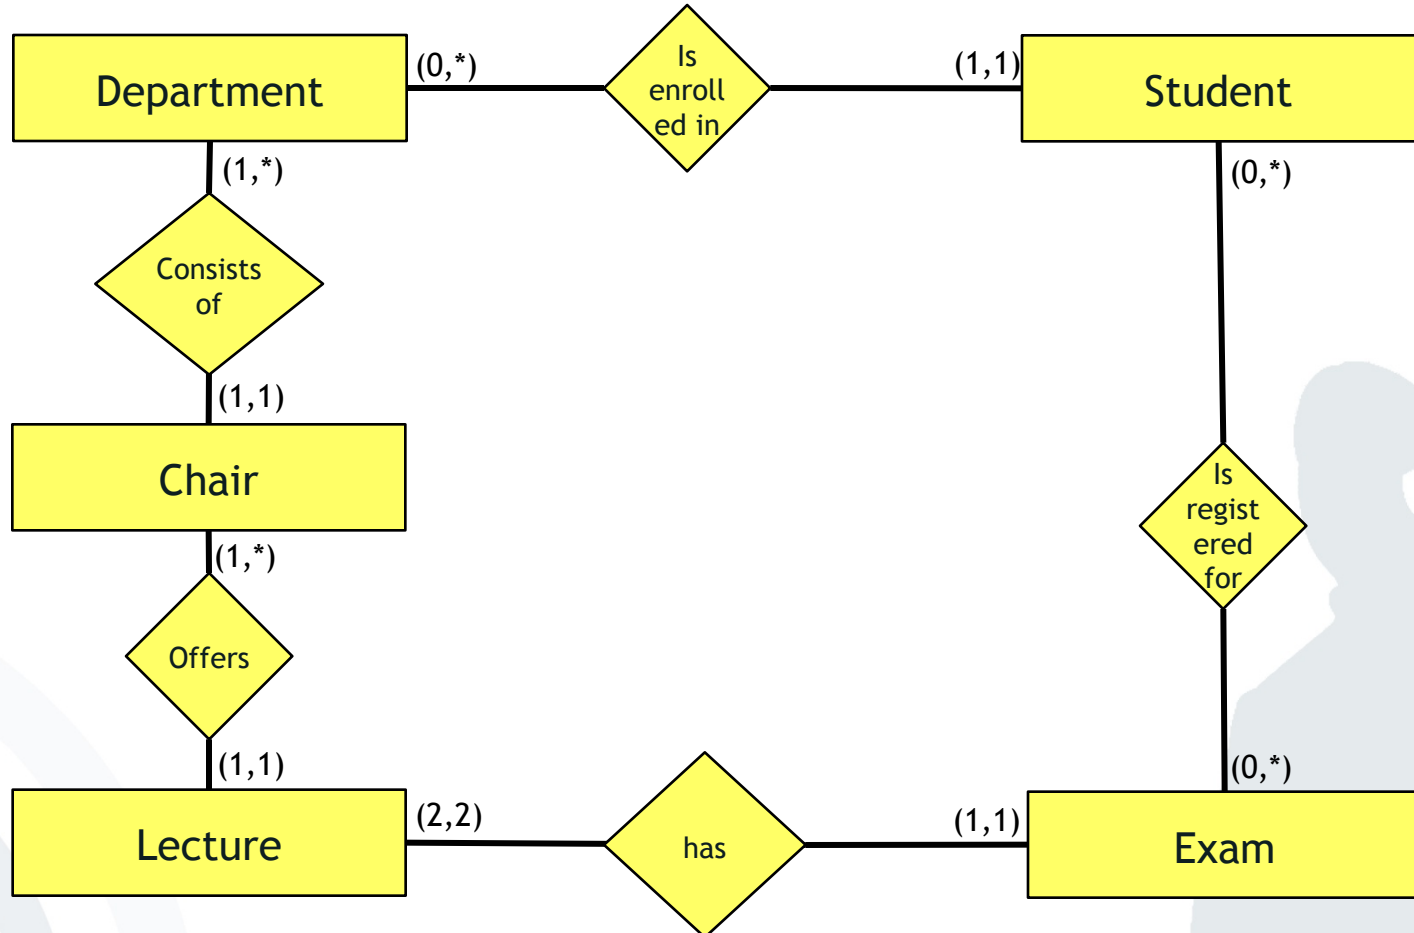 Department
(0,*)
Is
enroll
ed in
(1,1)
Student
(1,*)
(0,*)
Consists
of
(1,1)
Chair
(1,*)
Is
regist
ered
for
Offers
(1,1)
(0,*)
Lecture
(2,2)
has
(1,1)
Exam